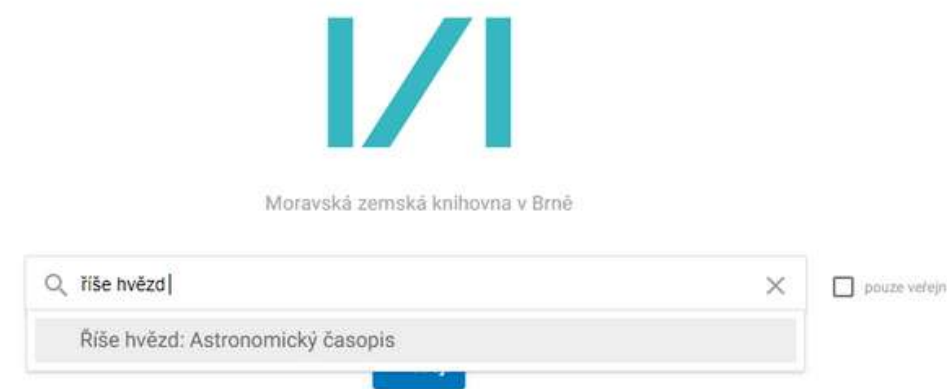 Moravská zemská knihovna v Brně
říše hvězd
pouze veřejn
Říše hvězd: Astronomický časopis